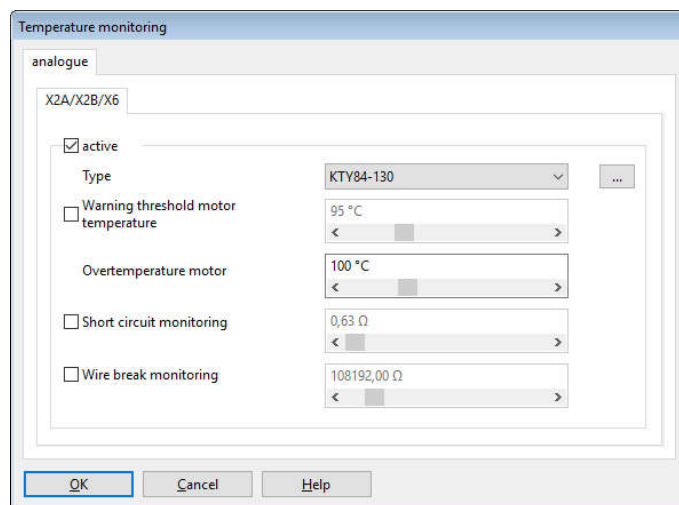 Temperature monitoring
analogue
X2A/X2B/X6
active
Type
KTY84-130
...
Warning threshold motor
temperature
95 °C
Overtemperature motor
100 °C
Short circuit monitoring
0,63 Ω
Wire break monitoring
108192,00 Ω
OK
Cancel
Help